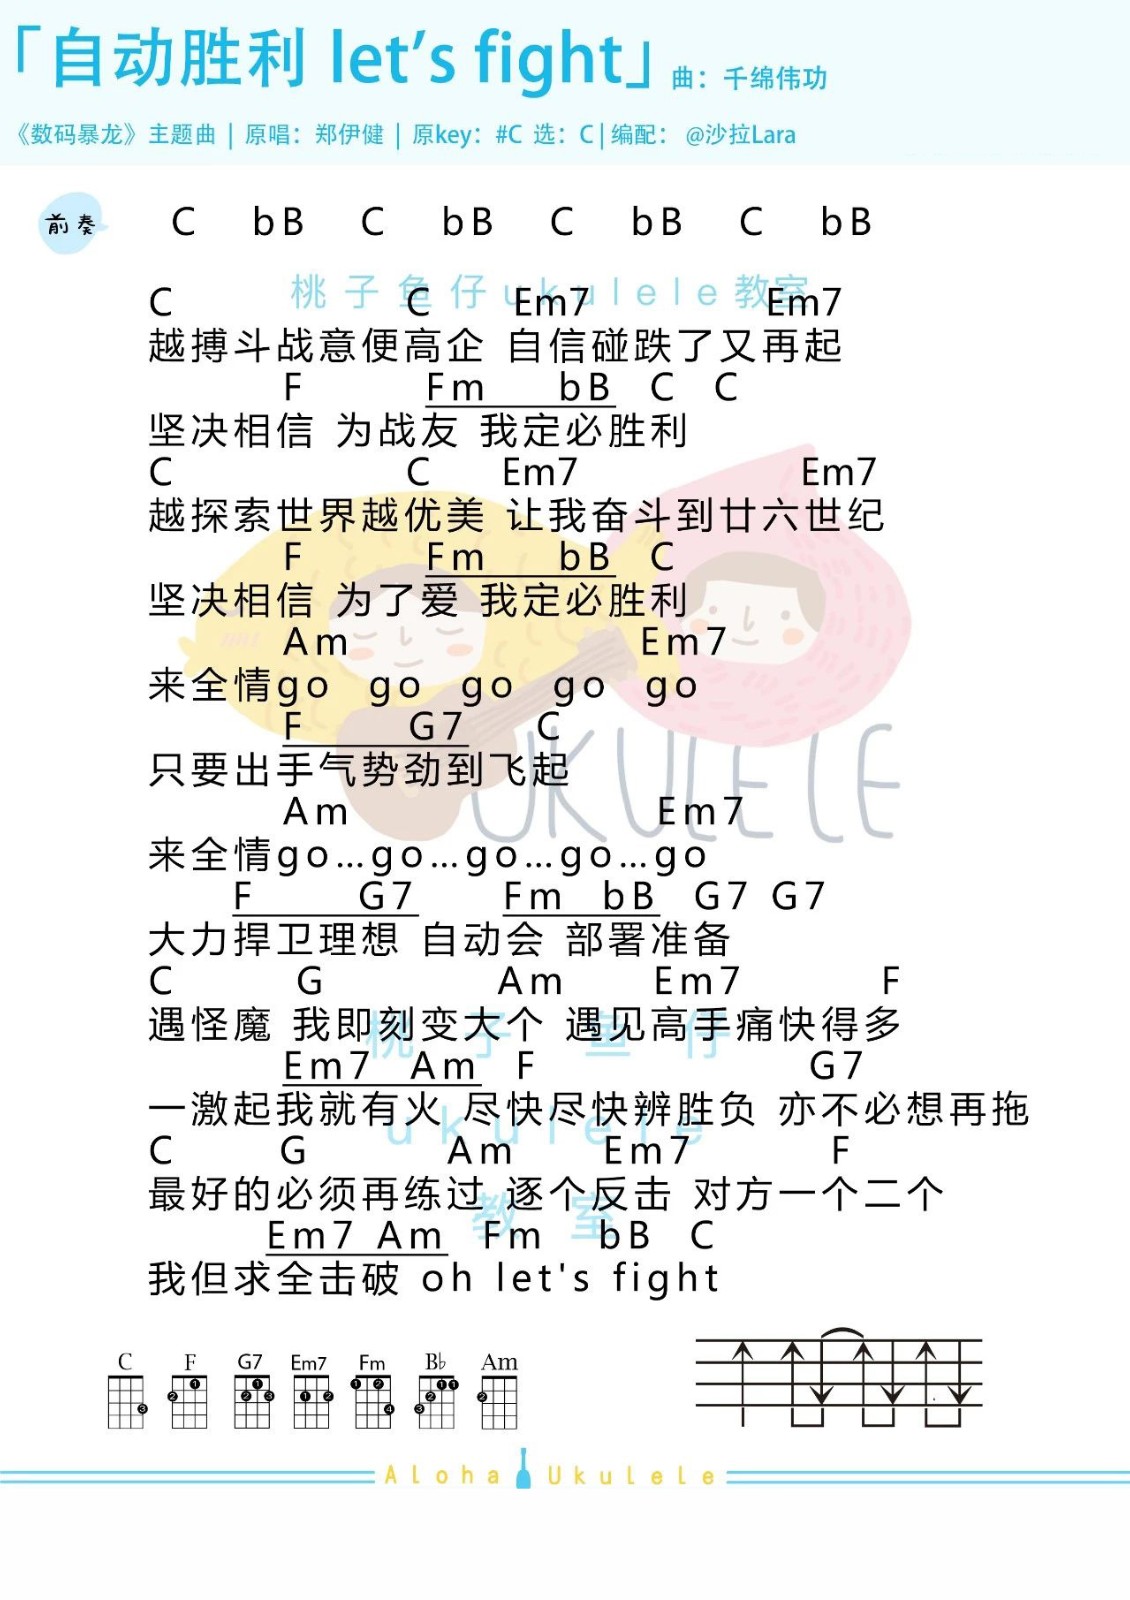 「自动胜利 let’s fight」曲：千绵伟功
《数码暴龙》主题曲 | 原唱：郑伊健 | 原key：#C 选：C | 编配： @沙拉Lara
前奏 C bB C bB C bB C bB
桃子鱼仔ukulele教室
C C Em7 Em7
越搏斗战意便高企 自信碰跌了又再起
F Fm bB C C
坚决相信 为战友 我定必胜利
C C Em7 Em7
越探索世界越优美 让我奋斗到廿六世纪
F Fm bB C
坚决相信 为了爱 我定必胜利
Am Em7
来全情go go go go go
F G7 C
只要出手气势劲到飞起
UKULELE
Am Em7
来全情go…go…go…go…go
F G7 Fm bB G7 G7
大力捍卫理想 自动会 部署准备
C G Am Em7 F
遇怪魔 我即刻变大个 遇见高手痛快得多
桃子鱼仔
Em7 Am F G7
一激起我就有火 尽快尽快辨胜负 亦不必想再拖
ukulele
C G Am Em7 F
最好的必须再练过 逐个反击 对方一个二个
教室
Em7 Am Fm bB C
我但求全击破 oh let's fight
C F G7 Em7 Fm B♭ Am
Aloha Ukulele